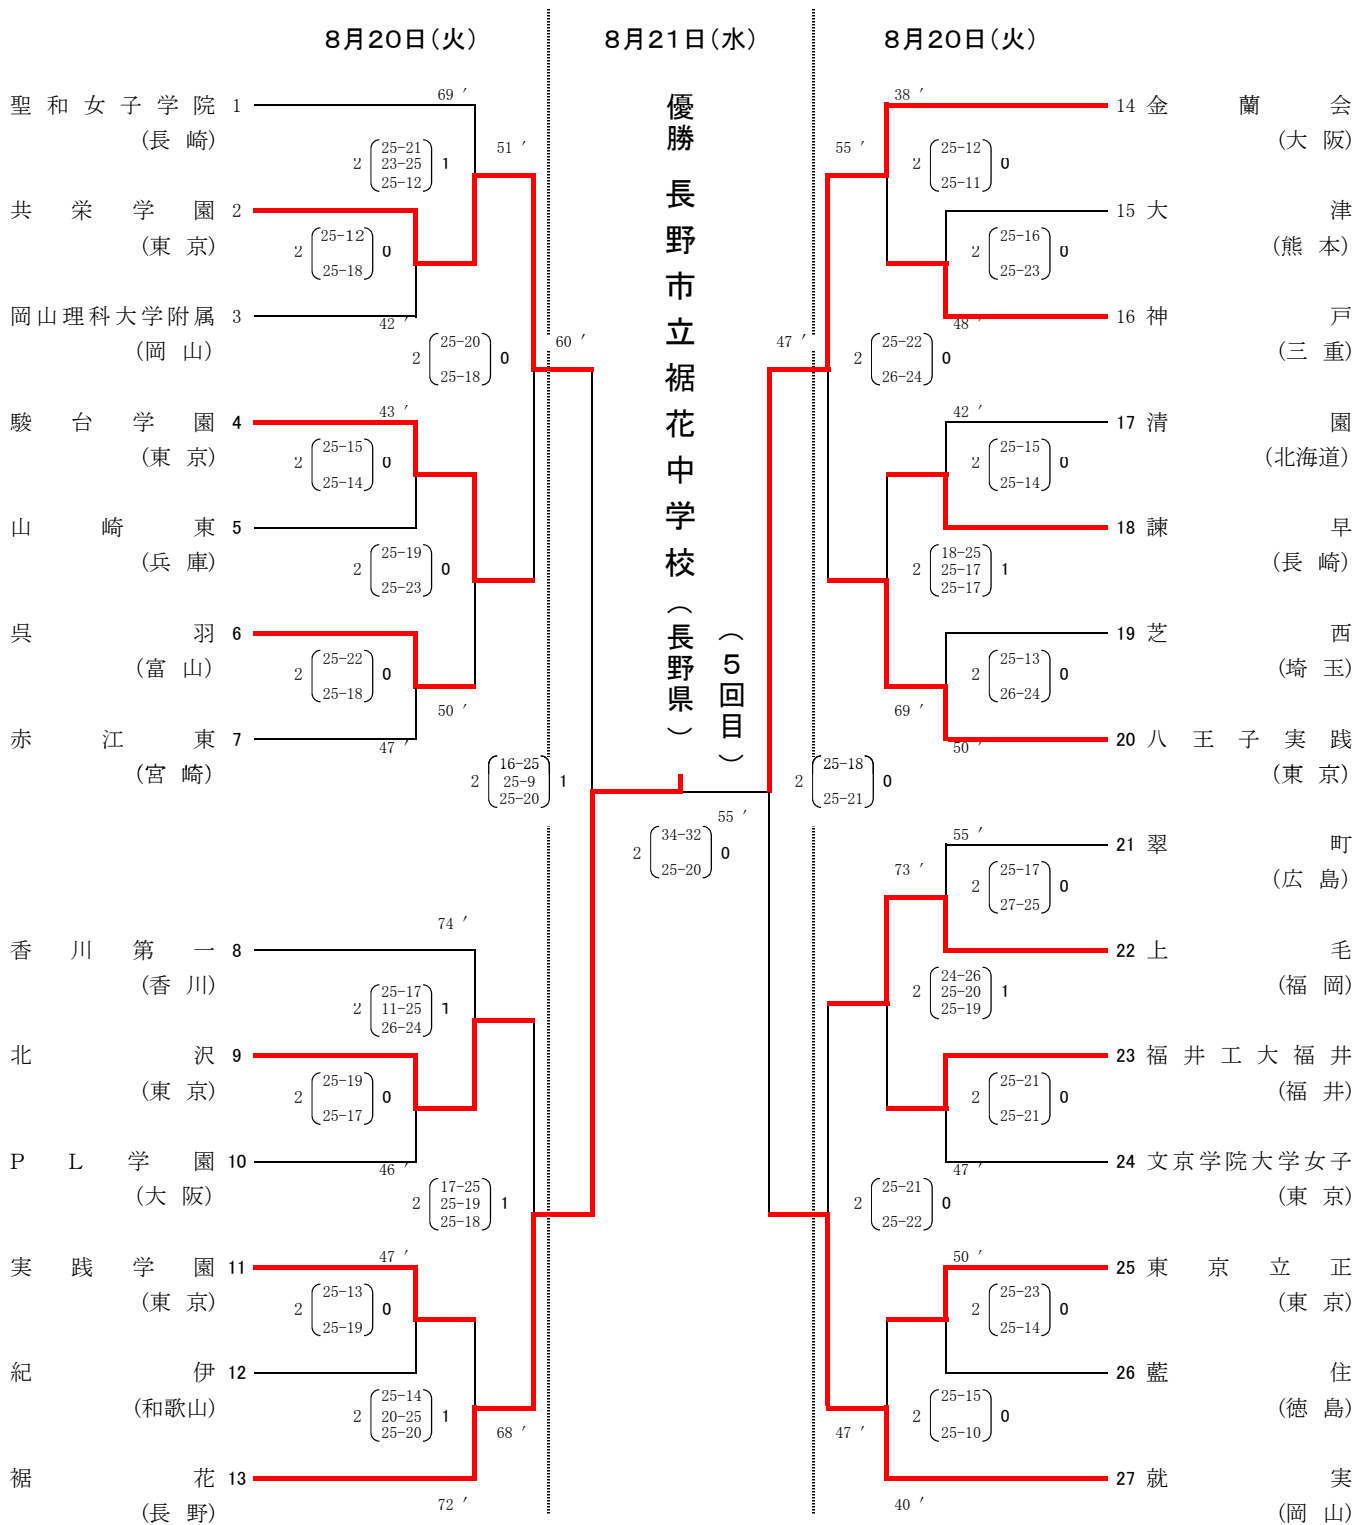 8月20日（火）
8月21日（水）
8月20日（火）
優勝 長野市立裾花中学校（長野県）
（5回目）
聖和女子学院 1
（長崎）
69 ′
2 25-21 23-25 25-12 1
51 ′
共栄学園 2
（東京）
2 25-12 25-18 0
岡山理科大学附属 3
（岡山）
42 ′
2 25-20 25-18 0
60 ′
駿台学園 4
（東京）
43 ′
2 25-15 25-14 0
山崎東 5
（兵庫）
2 25-19 25-23 0
呉羽 6
（富山）
2 25-22 25-18 0
50 ′
赤江東 7
（宮崎）
47 ′
2 16-25 25-9 25-20 1
55 ′
2 34-32 25-20 0
香川第一 8
（香川）
74 ′
2 25-17 11-25 26-24 1
北沢 9
（東京）
2 25-19 25-17 0
PL学園 10
（大阪）
46 ′
2 17-25 25-19 25-18 1
実践学園 11
（東京）
47 ′
2 25-13 25-19 0
紀伊 12
（和歌山）
2 25-14 20-25 25-20 1
68 ′
裾花 13
（長野）
72 ′
38 ′
14 金蘭会
（大阪）
55 ′
2 25-12 25-11 0
15 大津
（熊本）
2 25-16 25-23 0
16 神戸
（三重）
48 ′
47 ′
2 25-22 26-24 0
42 ′
17 清園
（北海道）
2 25-15 25-14 0
18 諫早
（長崎）
2 18-25 25-17 25-17 1
19 芝西
（埼玉）
2 25-13 26-24 0
69 ′
20 八王子実践
（東京）
50 ′
2 25-18 25-21 0
55 ′
21 翠町
（広島）
73 ′
2 25-17 27-25 0
22 上毛
（福岡）
2 24-26 25-20 25-19 1
23 福井工大福井
（福井）
2 25-21 25-21 0
24 文京学院大学女子
（東京）
47 ′
2 25-21 25-22 0
50 ′
25 東京立正
（東京）
2 25-23 25-14 0
26 藍住
（徳島）
2 25-15 25-10 0
47 ′
27 就実
（岡山）
40 ′